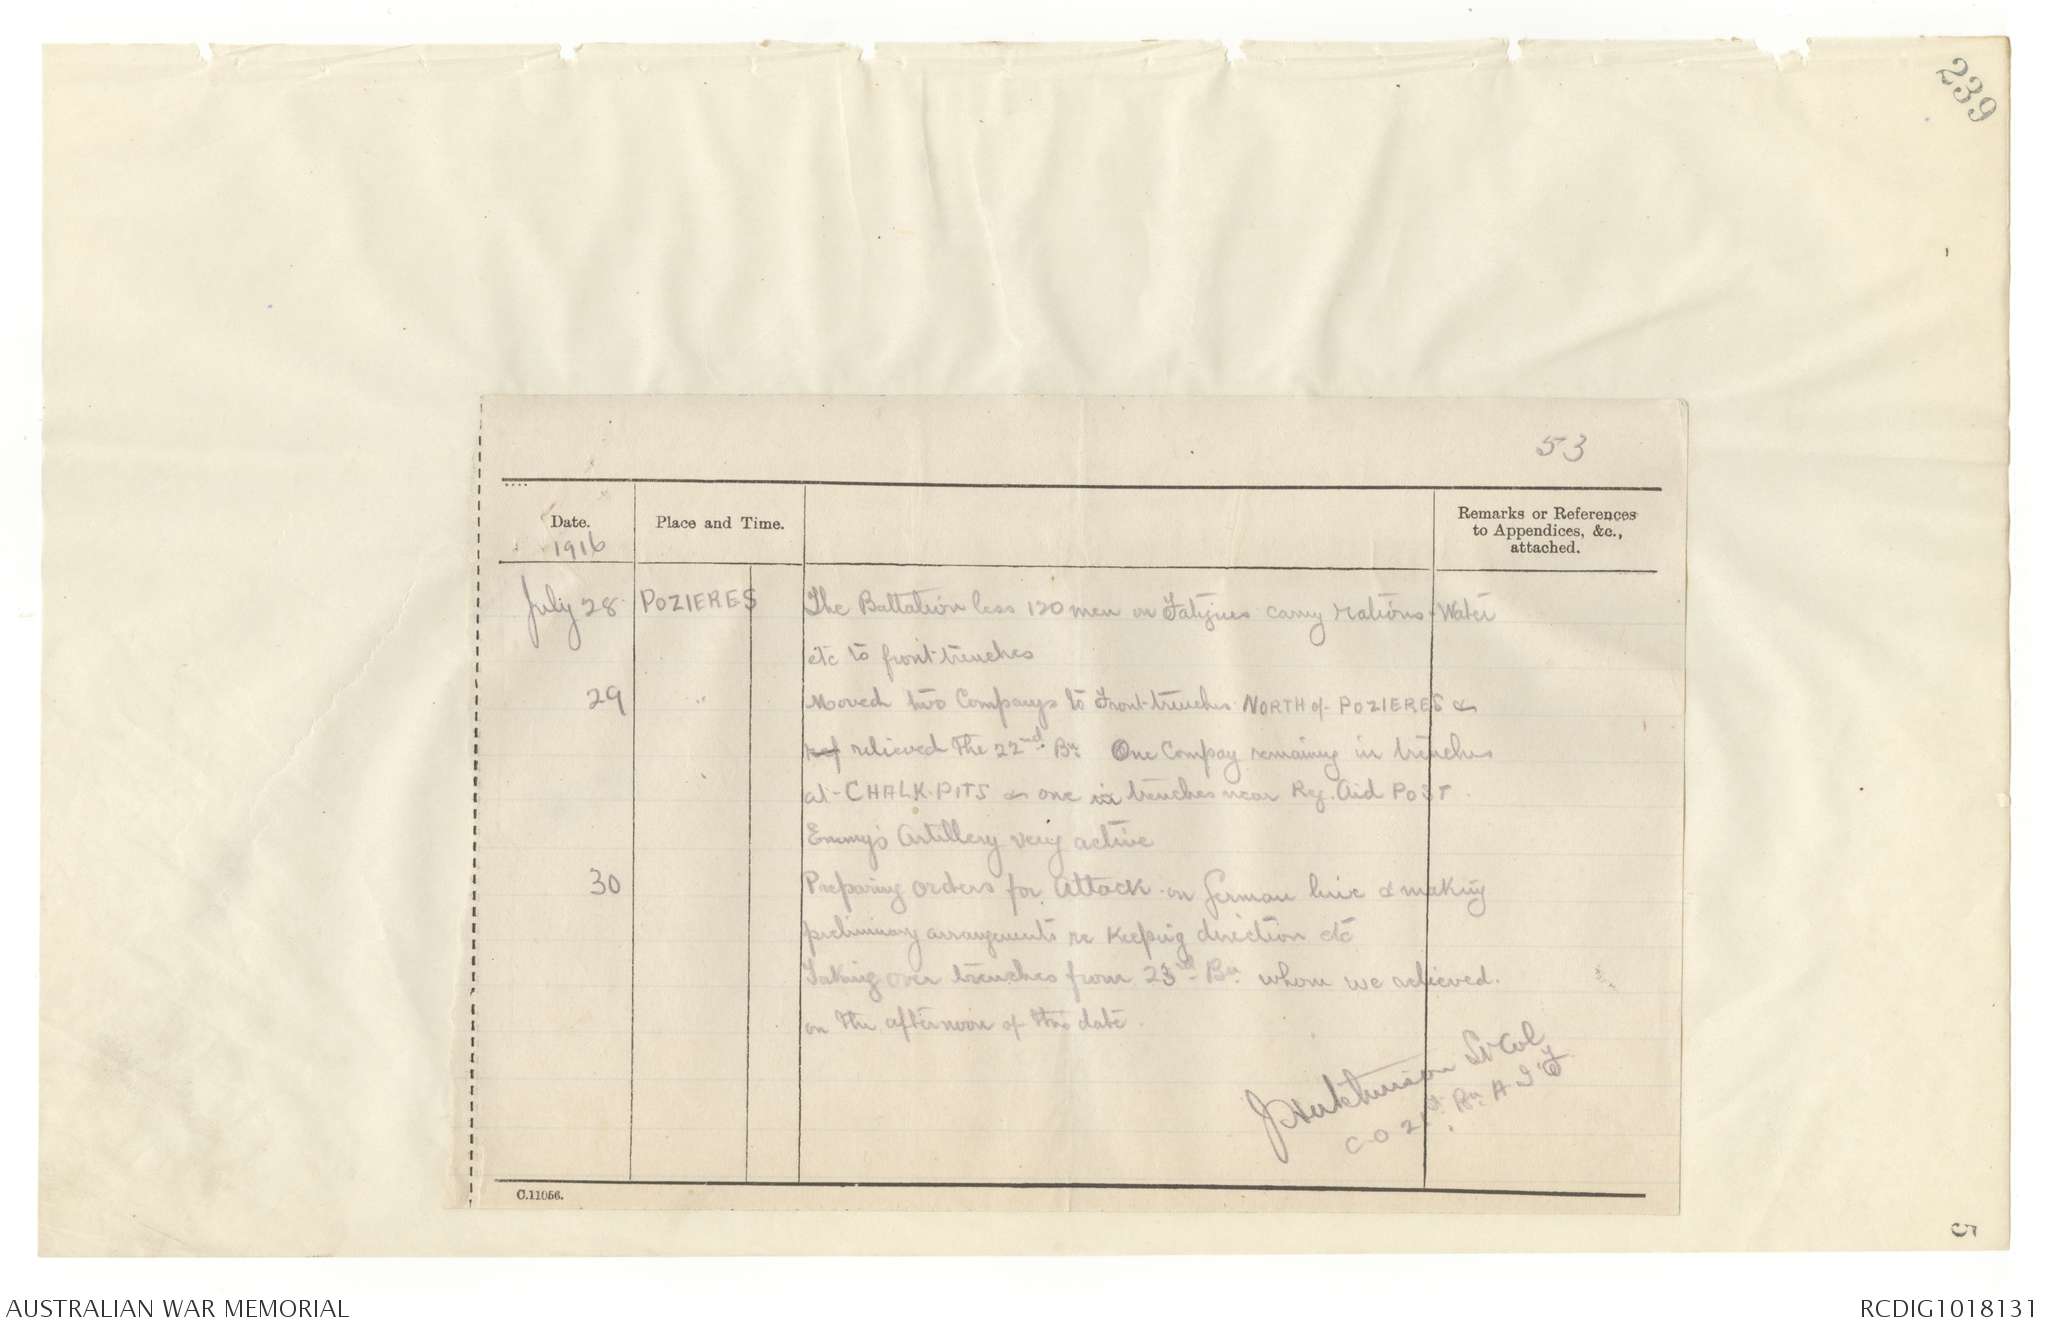 239
53
Date.
1916
Place and Time.
Remarks or References
to Appendices, &c.,
attached.
July 28 POZIERES The Battalion less 120 men on Fatigues carry rations & Water
etc to front trenches
29 " Moved two Companys to Front trenches NORTH of POZIERES &
relieved the 22nd Bn One Company remaining in trenches
at CHALK PITS & one in trenches near Reg. Aid POST.
Enemy's Artillery very active
30 Preparing orders for Attack on German line & making
preliminary arrangements re keeping direction etc
Taking over trenches from 23rd Bn whom we relieved.
on the afternoon of this date.
JHutchinson Lt Col
C.O 21st Bn A.I.F
C.11056.
5
AUSTRALIAN WAR MEMORIAL
RCDIG1018131